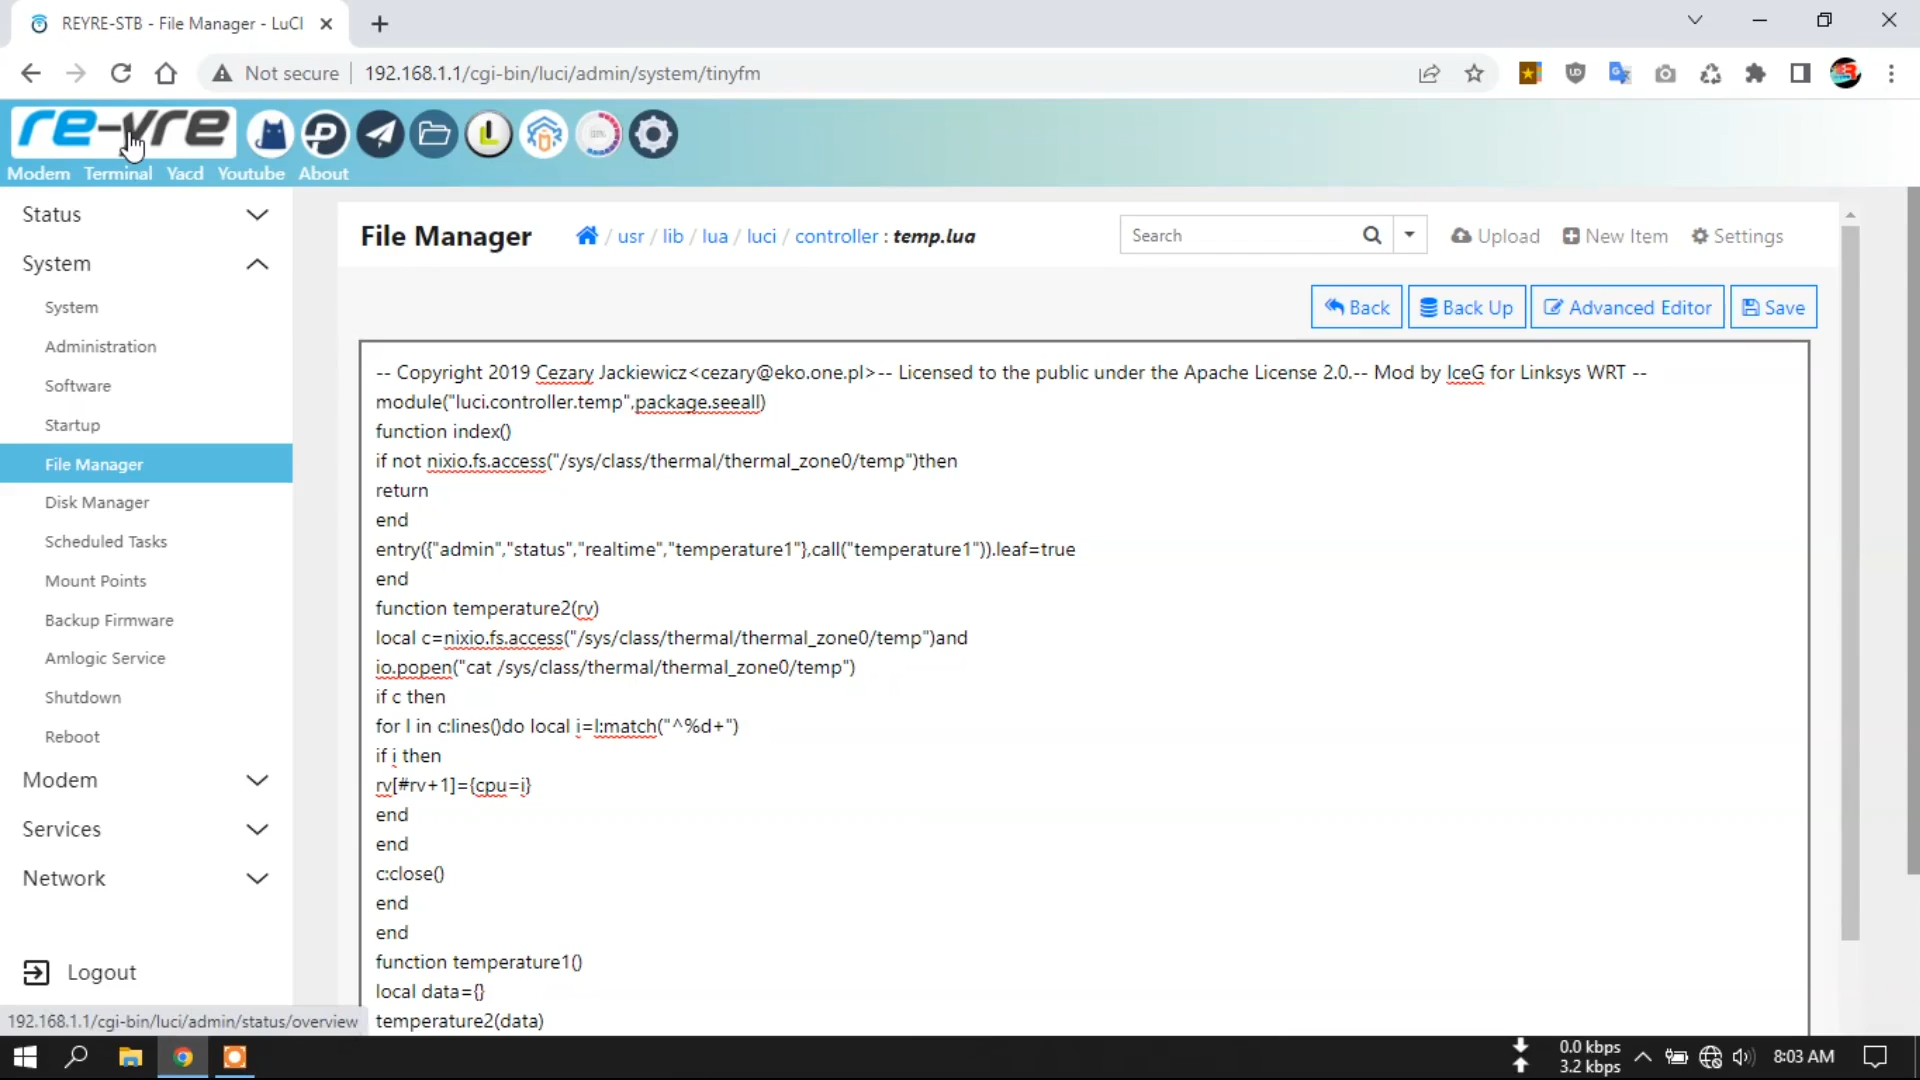 REYRE-STB - File Manager - LuCI
Not secure
192.168.1.1/cgi-bin/luci/admin/system/tinyfm
re-yre
Modem Terminal Yacd Youtube About
Status
System
System
Administration
Software
Startup
File Manager
Disk Manager
Scheduled Tasks
Mount Points
Backup Firmware
Amlogic Service
Shutdown
Reboot
Modem
Services
Network
Logout
192.168.1.1/cgi-bin/luci/admin/status/overview
File Manager
/ usr / lib / lua / luci / controller : temp.lua
Search
Upload
New Item
Settings
Back
Back Up
Advanced Editor
Save
-- Copyright 2019 Cezary Jackiewicz<cezary@eko.one.pl>-- Licensed to the public under the Apache License 2.0.-- Mod by IceG for Linksys WRT --
module("luci.controller.temp",package.seeall)
function index()
if not nixio.fs.access("/sys/class/thermal/thermal_zone0/temp")then
return
end
entry({"admin","status","realtime","temperature1"},call("temperature1")).leaf=true
end
function temperature2(rv)
local c=nixio.fs.access("/sys/class/thermal/thermal_zone0/temp")and
io.popen("cat /sys/class/thermal/thermal_zone0/temp")
if c then
for l in c:lines()do local i=l:match("^%d+")
if i then
rv[#rv+1]={cpu=i}
end
end
c:close()
end
end
function temperature1()
local data={}
temperature2(data)
0.0 kbps
3.2 kbps
8:03 AM